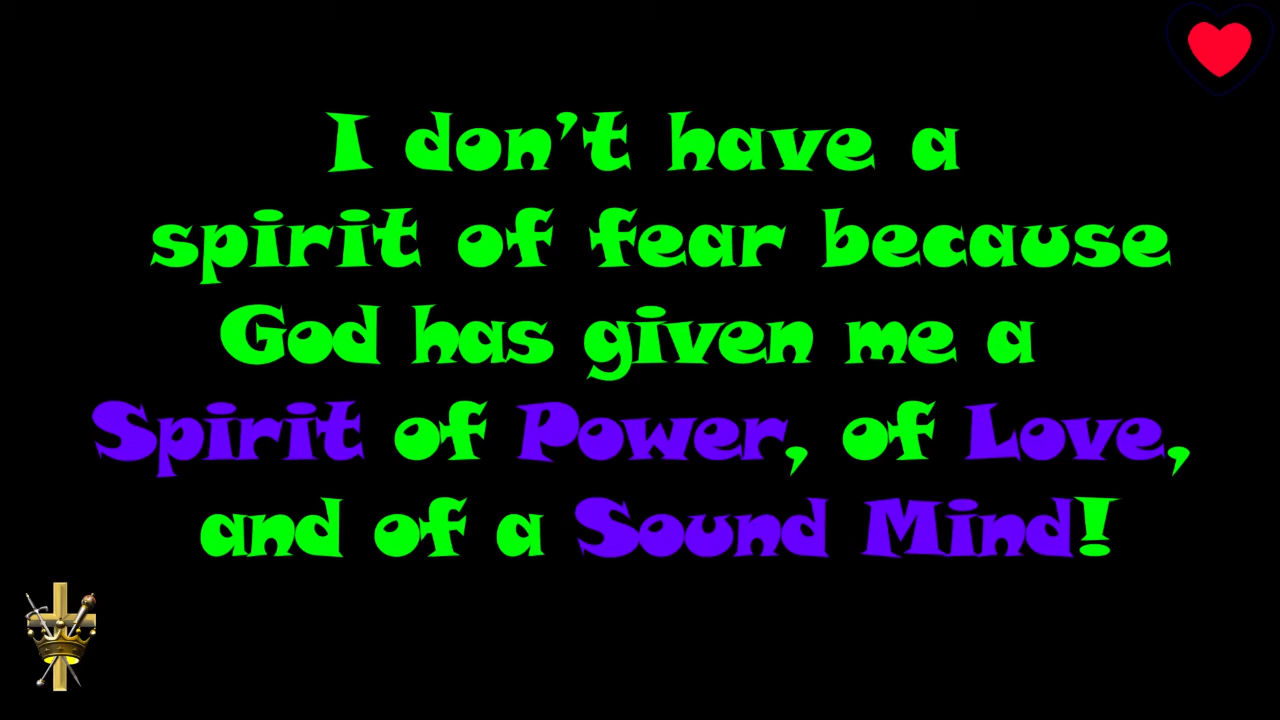 I don’t have a
spirit of fear because
God has given me a
Spirit of Power, of Love,
and of a Sound Mind!